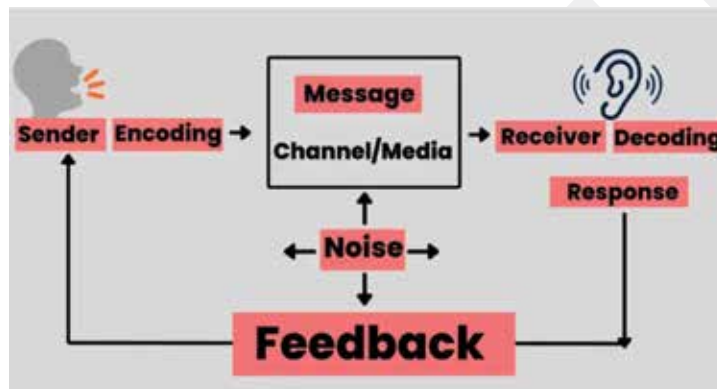 Message
Sender Encoding
Channel/Media
Receiver Decoding
Response
Noise
Feedback